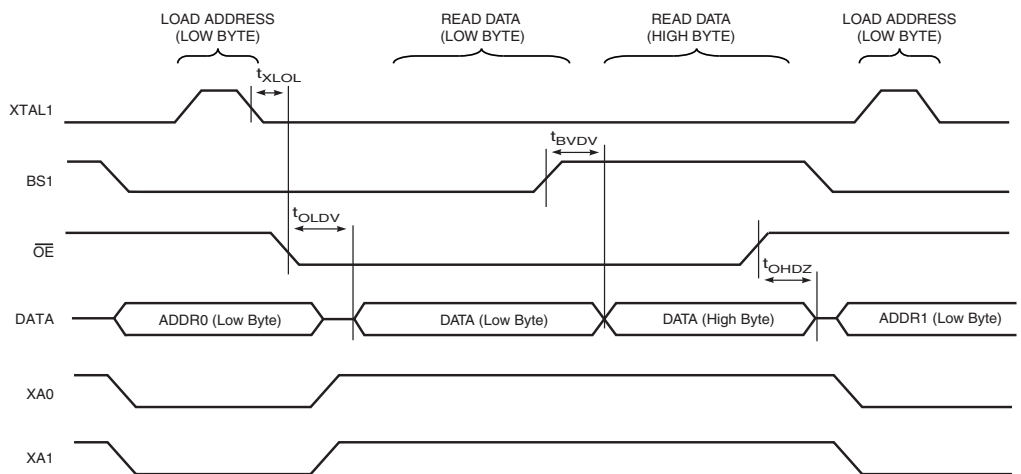 LOAD ADDRESS
(LOW BYTE)
READ DATA
(LOW BYTE)
READ DATA
(HIGH BYTE)
LOAD ADDRESS
(LOW BYTE)
tXLOL
XTAL1
tBVDV
BS1
tOLDV
OE
tOHDZ
DATA
ADDR0 (Low Byte)
DATA (Low Byte)
DATA (High Byte)
ADDR1 (Low Byte)
XA0
XA1